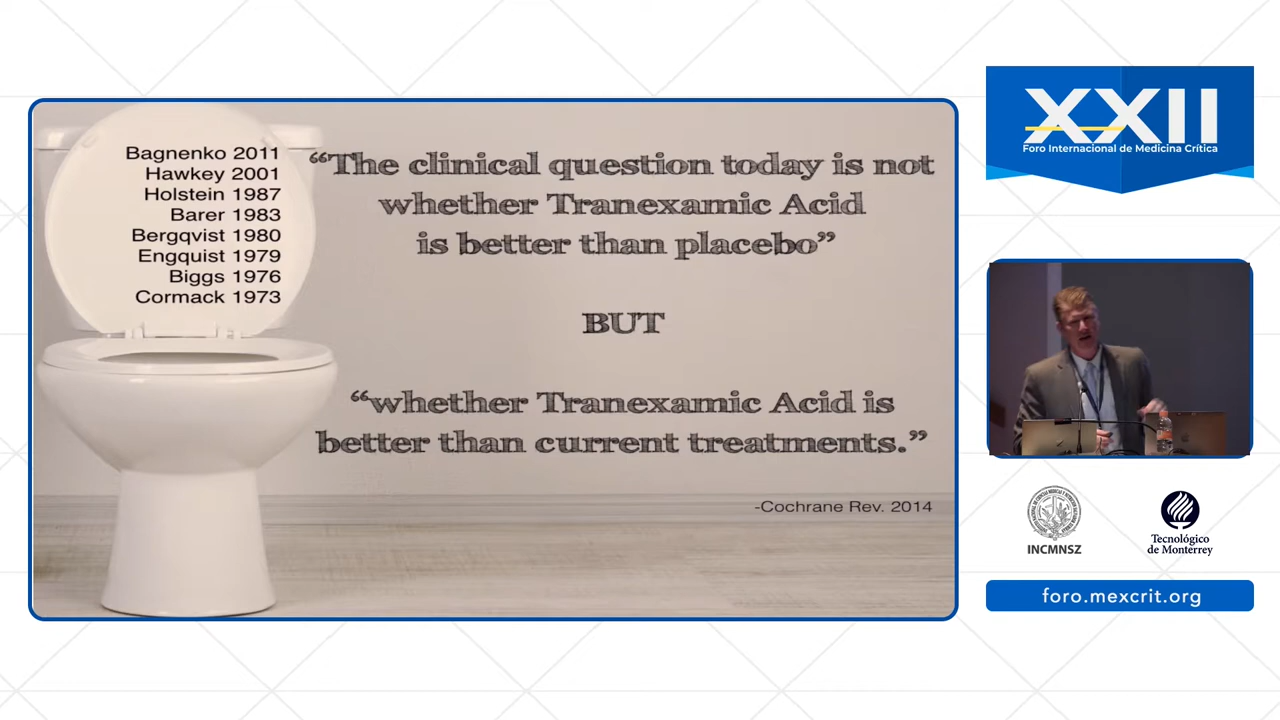 Bagnenko 2011
Hawkey 2001
Holstein 1987
Barer 1983
Bergqvist 1980
Engquist 1979
Biggs 1976
Cormack 1973
“The clinical question today is not
whether Tranexamic Acid
is better than placebo”
BUT
“whether Tranexamic Acid is
better than current treatments.”
-Cochrane Rev. 2014
XXII
Foro Internacional de Medicina Crítica
INCMNSZ
Tecnológico
de Monterrey
foro.mexcrit.org